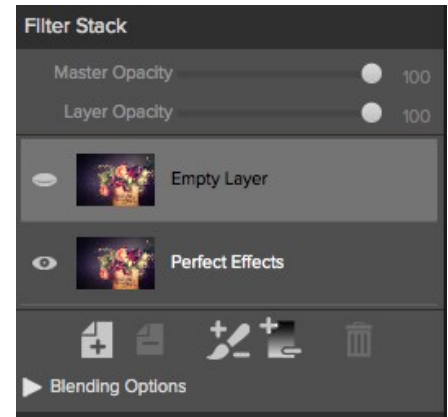 Filter Stack
Master Opacity 100
Layer Opacity 100
Empty Layer
Perfect Effects
Blending Options